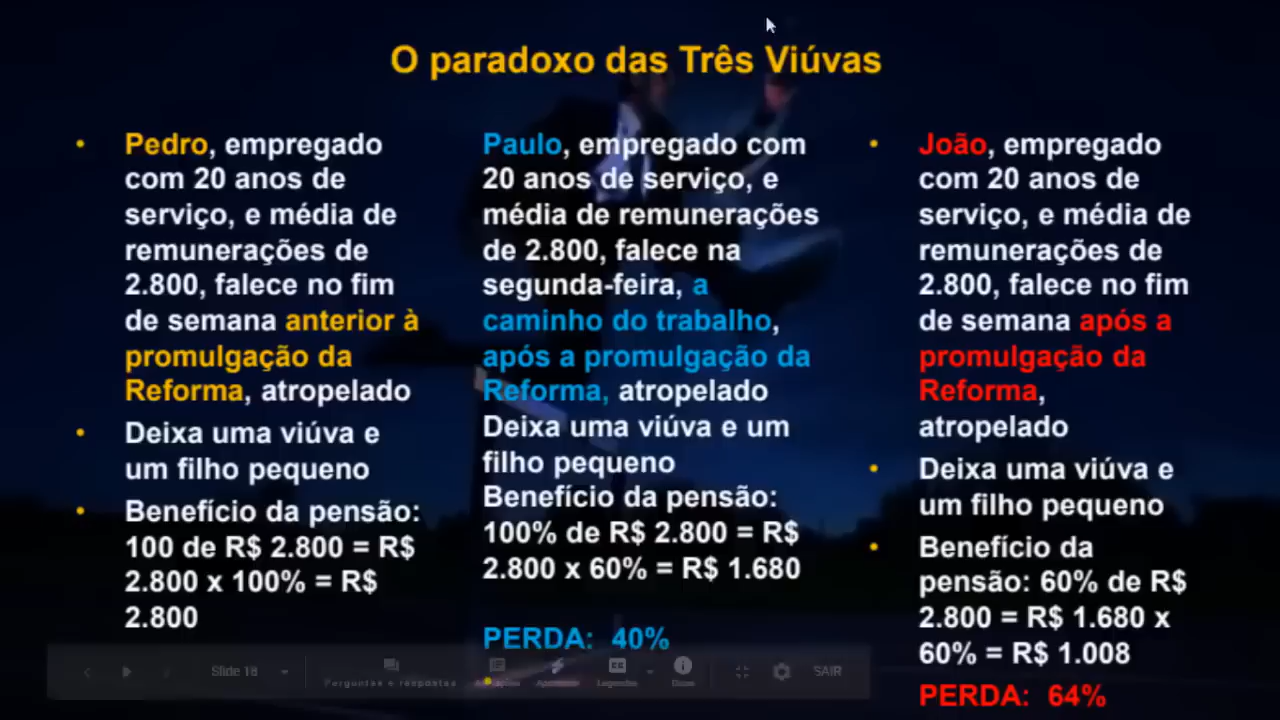 O paradoxo das Três Viúvas
• Pedro, empregado
com 20 anos de
serviço, e média de
remunerações de
2.800, falece no fim
de semana anterior à
promulgação da
Reforma, atropelado
• Deixa uma viúva e
um filho pequeno
• Benefício da pensão:
100 de R$ 2.800 = R$
2.800 x 100% = R$
2.800
Paulo, empregado com
20 anos de serviço, e
média de remunerações
de 2.800, falece na
segunda-feira, a
caminho do trabalho,
após a promulgação da
Reforma, atropelado
Deixa uma viúva e um
filho pequeno
Benefício da pensão:
100% de R$ 2.800 = R$
2.800 x 60% = R$ 1.680
PERDA: 40%
• João, empregado
com 20 anos de
serviço, e média de
remunerações de
2.800, falece no fim
de semana após a
promulgação da
Reforma,
atropelado
• Deixa uma viúva e
um filho pequeno
• Benefício da
pensão: 60% de R$
2.800 = R$ 1.680 x
60% = R$ 1.008
PERDA: 64%
Slide 18
Perguntas e respostas
Legendas
SAIR